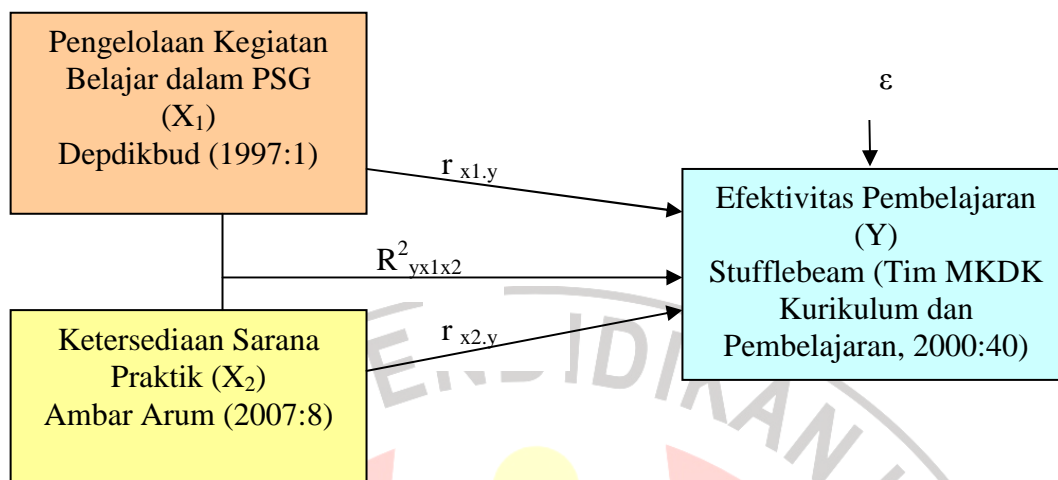 Pengelolaan Kegiatan
Belajar dalam PSG
(X₁)
Depdikbud (1997:1)
ε
r x1.y
Efektivitas Pembelajaran
(Y)
Stufflebeam (Tim MKDK
Kurikulum dan
Pembelajaran, 2000:40)
R²yx1x2
r x2.y
Ketersediaan Sarana
Praktik (X₂)
Ambar Arum (2007:8)
ENDIDIKAN